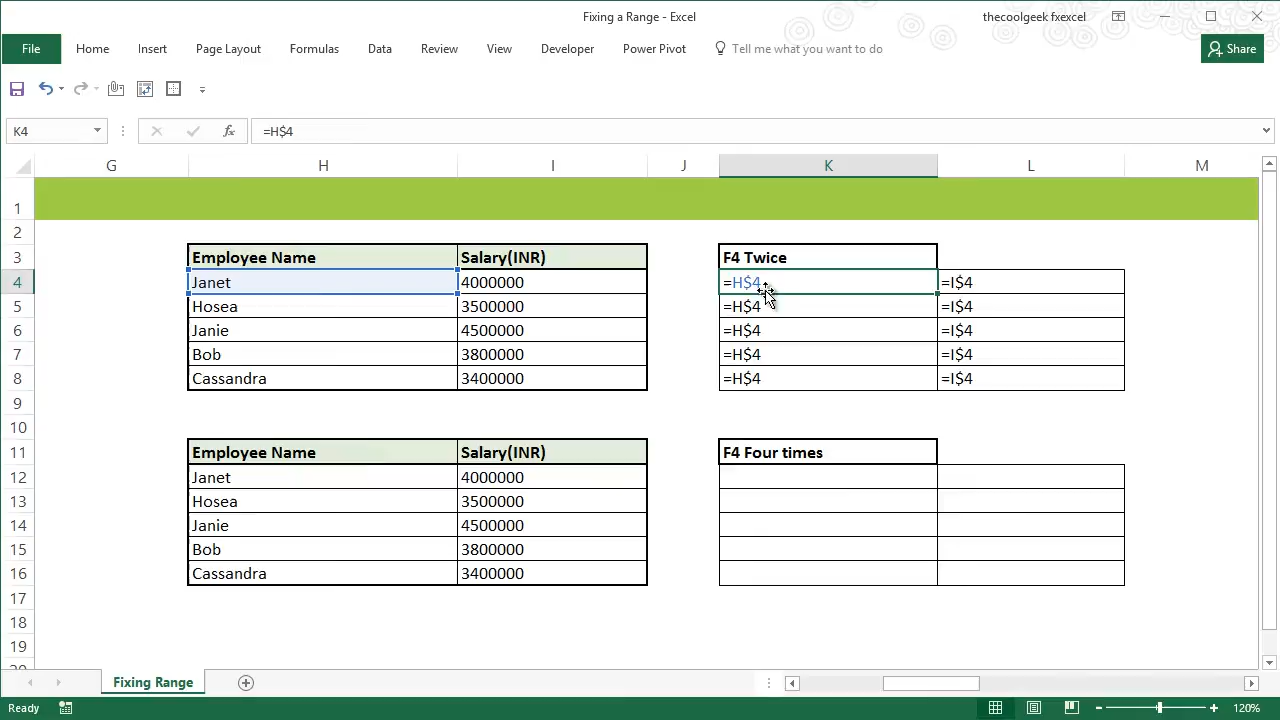 Fixing a Range - Excel
thecoolgeek fxexcel
File Home Insert Page Layout Formulas Data Review View Developer Power Pivot Tell me what you want to do Share
K4 fx =H$4
G H I J K L M
1
2
3 Employee Name Salary(INR) F4 Twice
4 Janet 4000000 =H$4 =I$4
5 Hosea 3500000 =H$4 =I$4
6 Janie 4500000 =H$4 =I$4
7 Bob 3800000 =H$4 =I$4
8 Cassandra 3400000 =H$4 =I$4
9
10
11 Employee Name Salary(INR) F4 Four times
12 Janet 4000000
13 Hosea 3500000
14 Janie 4500000
15 Bob 3800000
16 Cassandra 3400000
17
18
19
Fixing Range
Ready 120%